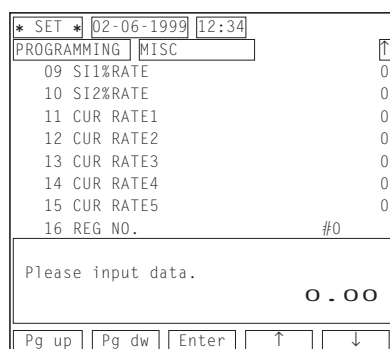 * SET * 02-06-1999 12:34
PROGRAMMING MISC ↑
09 SI1%RATE 0
10 SI2%RATE 0
11 CUR RATE1 0
12 CUR RATE2 0
13 CUR RATE3 0
14 CUR RATE4 0
15 CUR RATE5 0
16 REG NO. #0
Please input data.
0.00
Pg up Pg dw Enter ↑ ↓